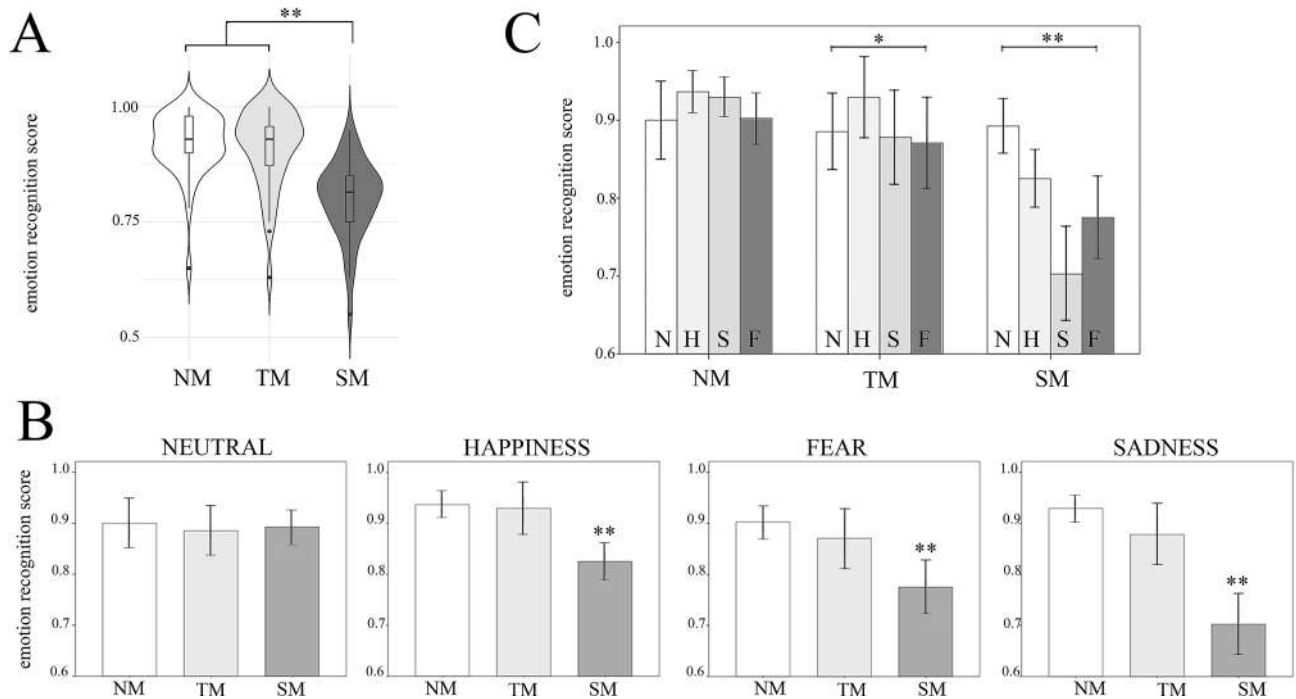 A
**
emotion recognition score
1.00
0.75
0.5
NM TM SM
C
* **
emotion recognition score
1.0
0.9
0.8
0.7
0.6
N H S F N H S F N H S F
NM TM SM
B
NEUTRAL HAPPINESS FEAR SADNESS
emotion recognition score
1.0 1.0 1.0 1.0
0.9 0.9 0.9 0.9
** ** **
0.8 0.8 0.8 0.8
0.7 0.7 0.7 0.7
0.6 0.6 0.6 0.6
NM TM SM NM TM SM NM TM SM NM TM SM